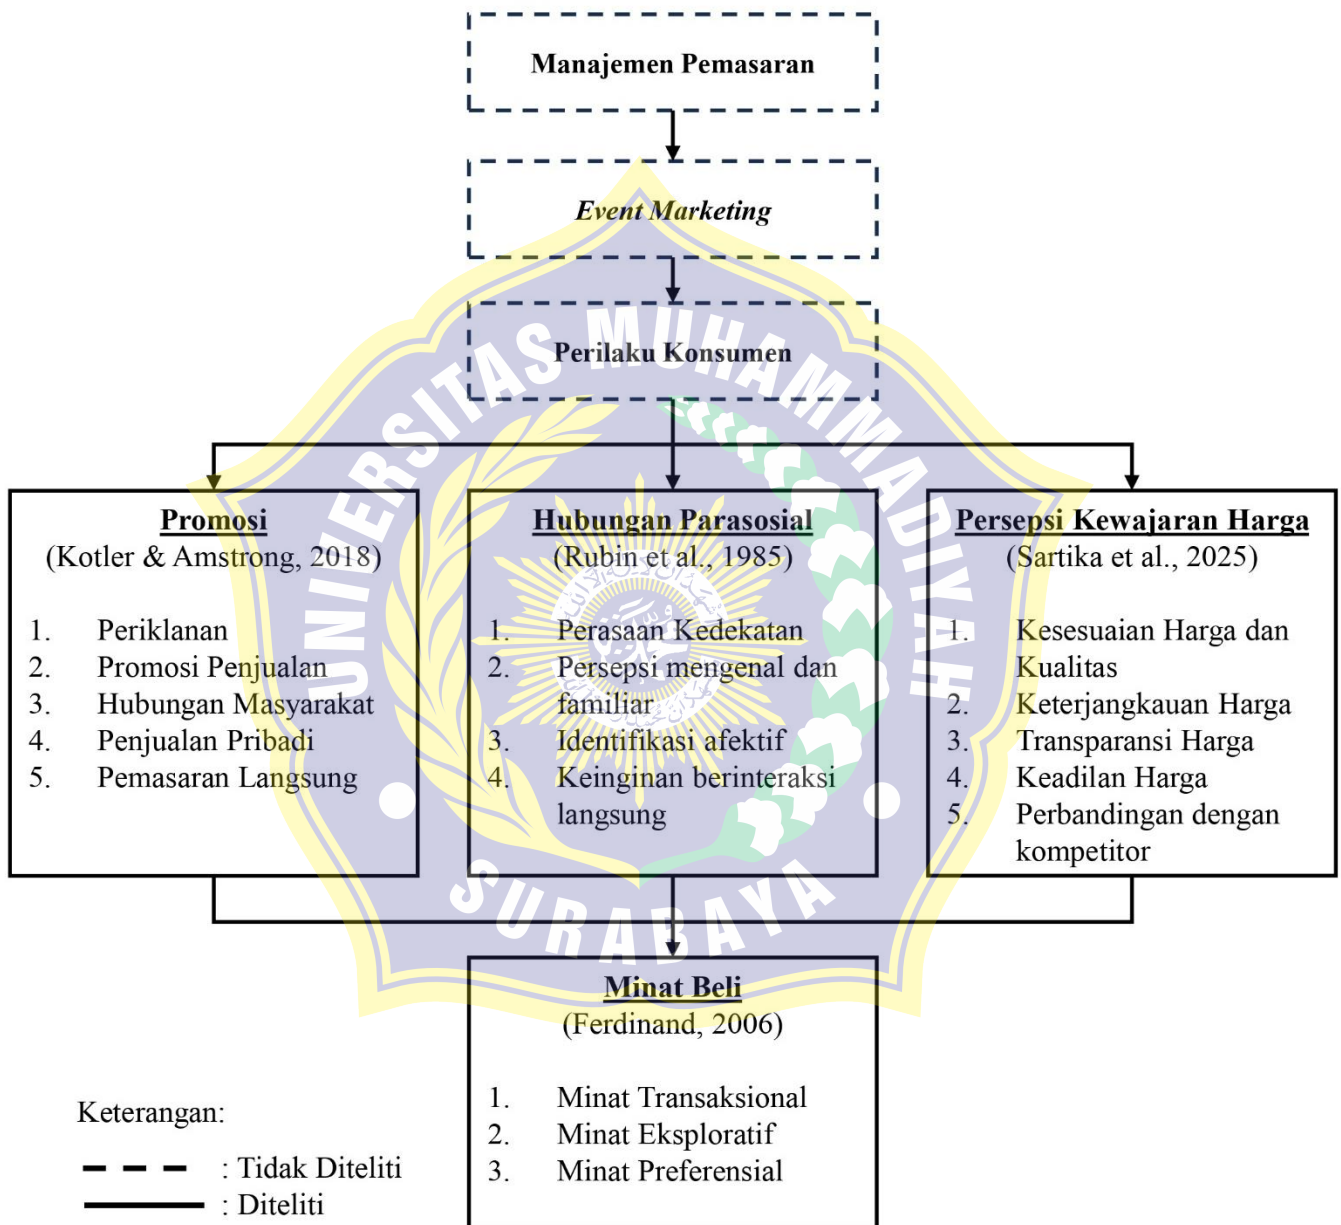 Manajemen Pemasaran
Event Marketing
Perilaku Konsumen
UNIVERSITAS MUHAMMADIYAH
SURABAYA
Promosi
(Kotler & Amstrong, 2018)
1. Periklanan
2. Promosi Penjualan
3. Hubungan Masyarakat
4. Penjualan Pribadi
5. Pemasaran Langsung
Hubungan Parasosial
(Rubin et al., 1985)
1. Perasaan Kedekatan
2. Persepsi mengenal dan
familiar
3. Identifikasi afektif
4. Keinginan berinteraksi
langsung
Persepsi Kewajaran Harga
(Sartika et al., 2025)
1. Kesesuaian Harga dan
Kualitas
2. Keterjangkauan Harga
3. Transparansi Harga
4. Keadilan Harga
5. Perbandingan dengan
kompetitor
Minat Beli
(Ferdinand, 2006)
1. Minat Transaksional
2. Minat Eksploratif
3. Minat Preferensial
Keterangan:
: Tidak Diteliti
: Diteliti